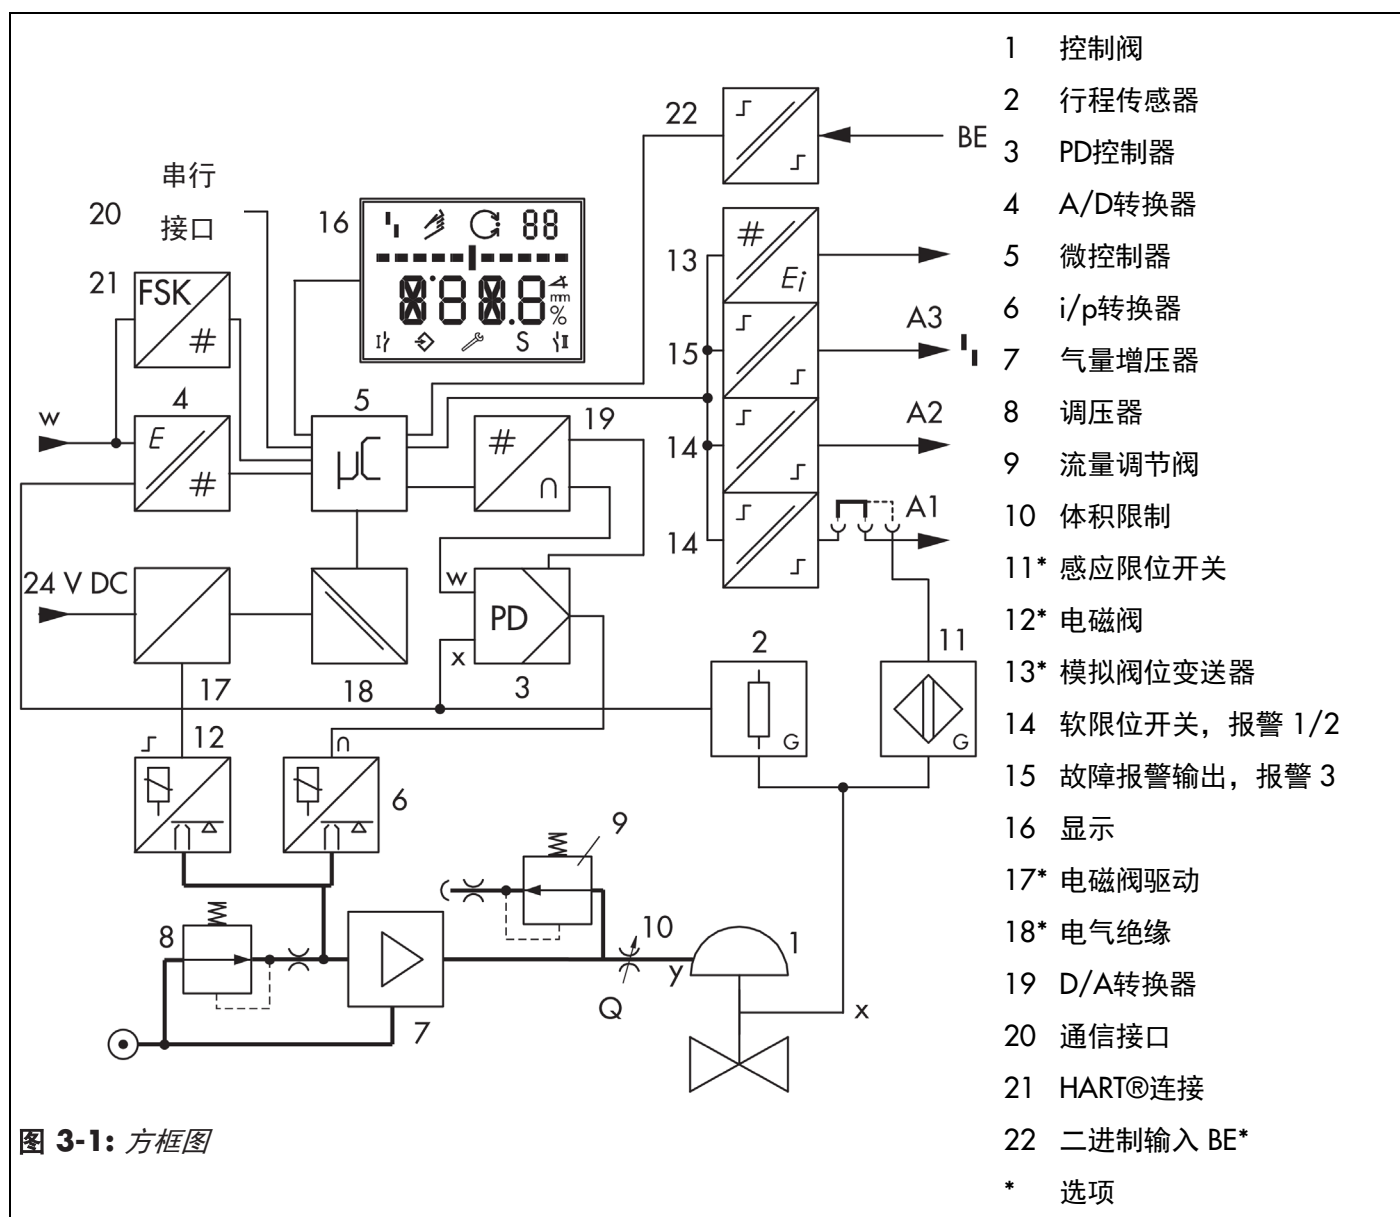 22
BE
串行
20
接口
16
88
21
FSK
#
13
#
Ei
8.8.8.8
mm
%
S
A3
15
w
4
E
#
5
µC
#
∩
19
14
A2
14
A1
24 V DC
17
18
w
PD
x
3
2
G
11
G
12
∩
6
9
8
10
y
Q
1
x
7
1 控制阀
2 行程传感器
3 PD控制器
4 A/D转换器
5 微控制器
6 i/p转换器
7 气量增压器
8 调压器
9 流量调节阀
10 体积限制
11* 感应限位开关
12* 电磁阀
13* 模拟阀位变送器
14 软限位开关，报警 1/2
15 故障报警输出，报警 3
16 显示
17* 电磁阀驱动
18* 电气绝缘
19 D/A转换器
20 通信接口
21 HART®连接
22 二进制输入 BE*
* 选项
图 3-1: 方框图